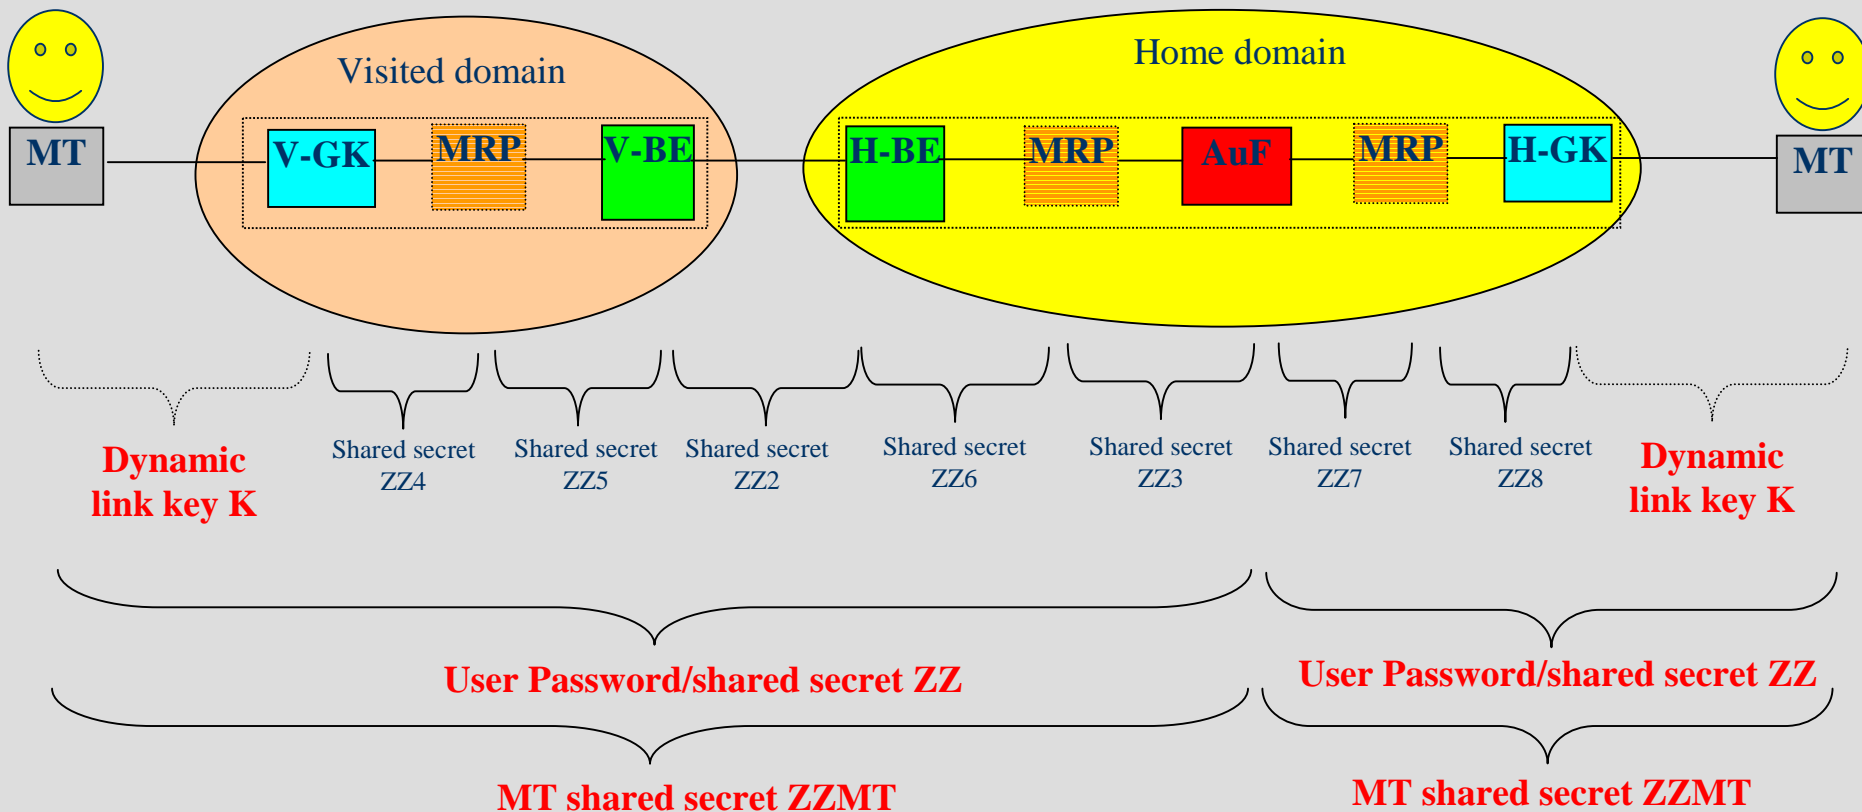 Visited domain
Home domain
MT
V-GK
MRP
V-BE
H-BE
MRP
AuF
MRP
H-GK
MT
Dynamic
link key K
Shared secret
ZZ4
Shared secret
ZZ5
Shared secret
ZZ2
Shared secret
ZZ6
Shared secret
ZZ3
Shared secret
ZZ7
Shared secret
ZZ8
Dynamic
link key K
User Password/shared secret ZZ
User Password/shared secret ZZ
MT shared secret ZZMT
MT shared secret ZZMT